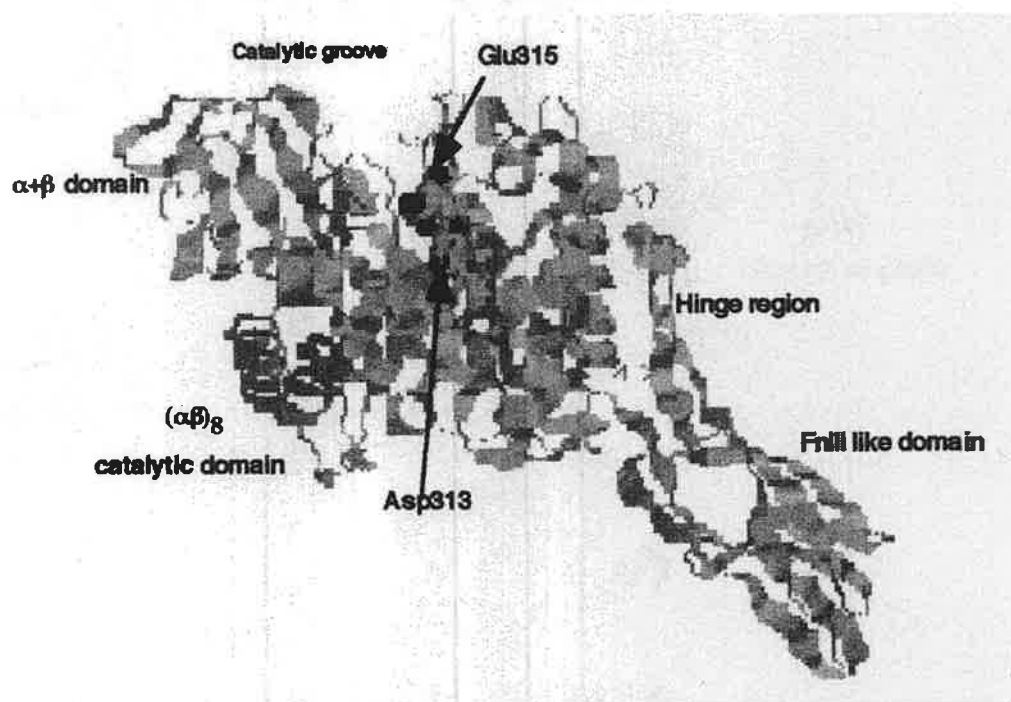 Catalytic groove
Glu315
α+β domain
Hinge region
(αβ)8
catalytic domain
FnIII like domain
Asp313